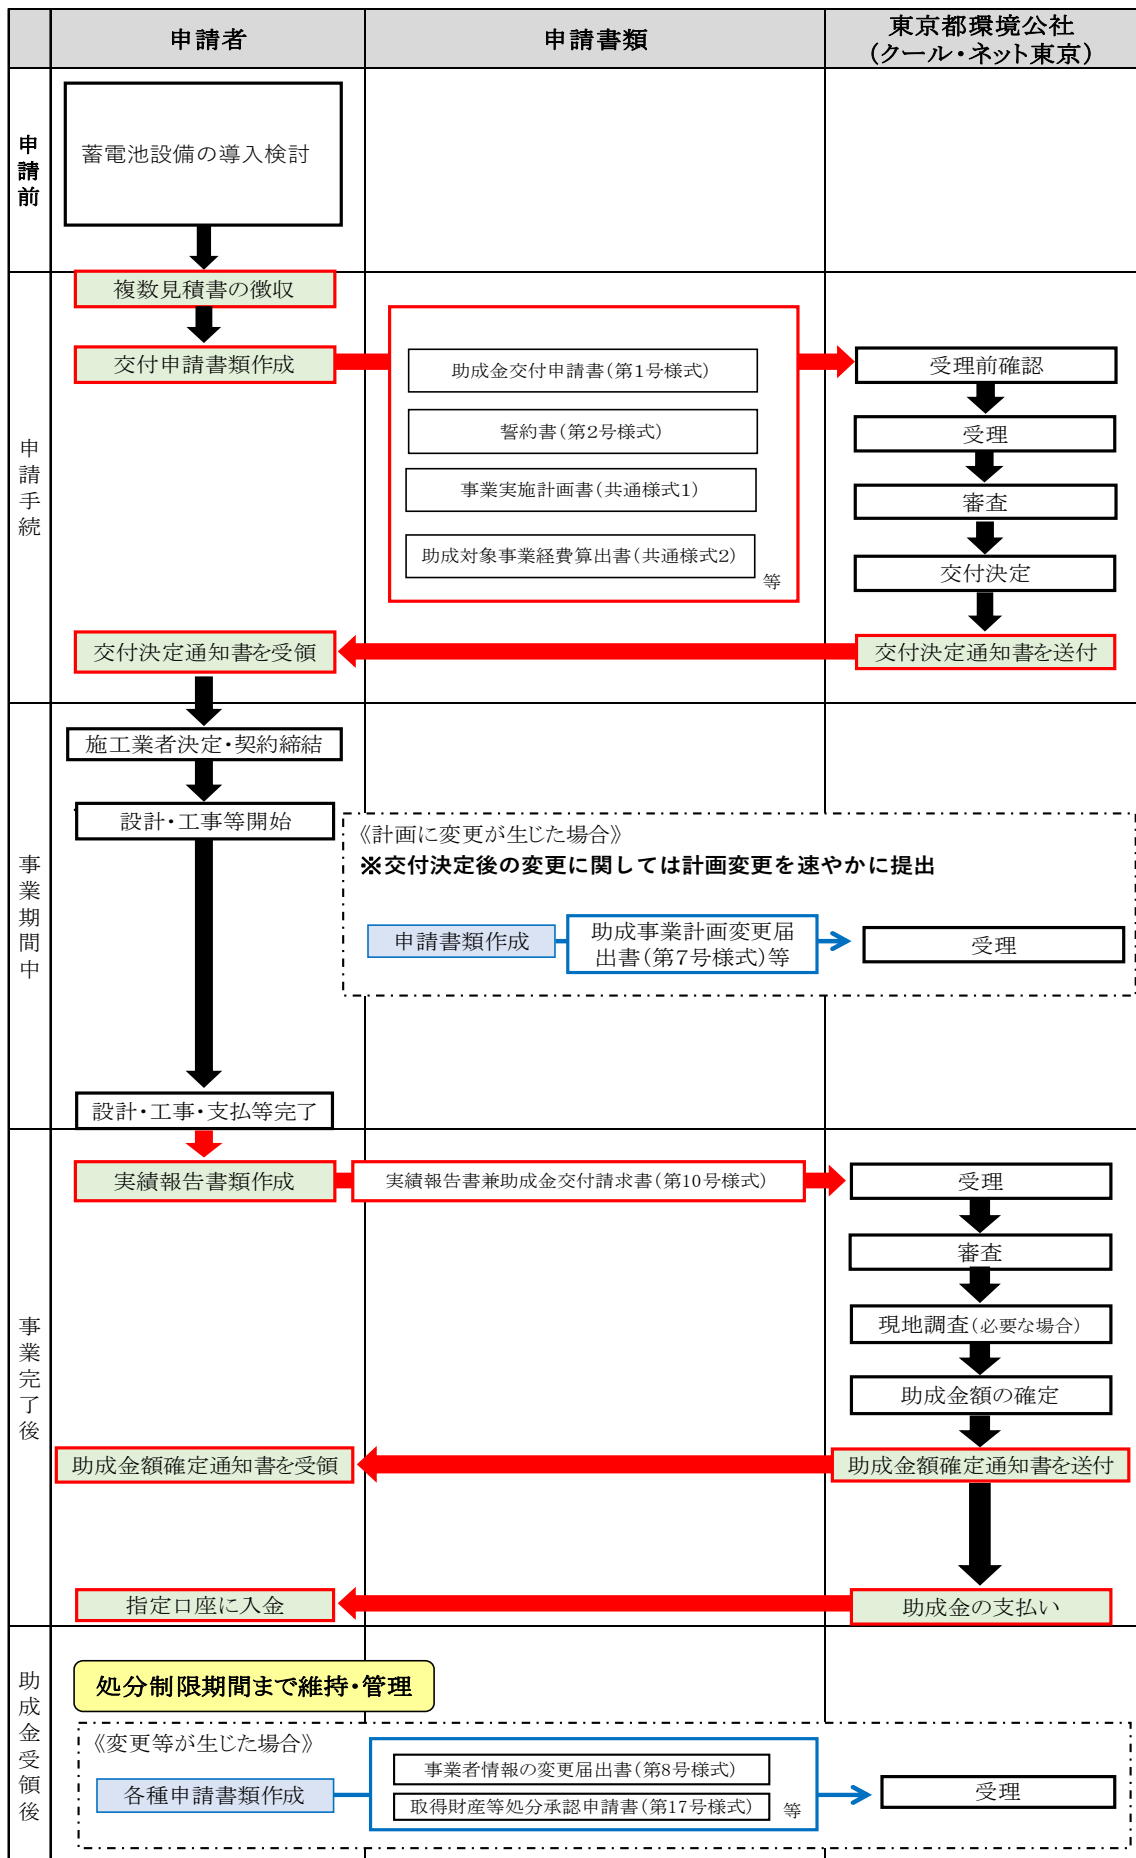 申請者
申請書類
東京都環境公社
(クール・ネット東京)
申請前
蓄電池設備の導入検討
申請手続
複数見積書の徴収
交付申請書類作成
助成金交付申請書(第1号様式)
誓約書(第2号様式)
事業実施計画書(共通様式1)
助成対象事業経費算出書(共通様式2)
等
受理前確認
受理
審査
交付決定
交付決定通知書を送付
交付決定通知書を受領
事業期間中
施工業者決定・契約締結
設計・工事等開始
《計画に変更が生じた場合》
※交付決定後の変更に関しては計画変更を速やかに提出
申請書類作成
助成事業計画変更届
出書(第7号様式)等
受理
設計・工事・支払等完了
事業完了後
実績報告書類作成
実績報告書兼助成金交付請求書(第10号様式)
受理
審査
現地調査(必要な場合)
助成金額の確定
助成金額確定通知書を送付
助成金額確定通知書を受領
助成金の支払い
指定口座に入金
助成金受領後
処分制限期間まで維持・管理
《変更等が生じた場合》
各種申請書類作成
事業者情報の変更届出書(第8号様式)
取得財産等処分承認申請書(第17号様式)
等
受理